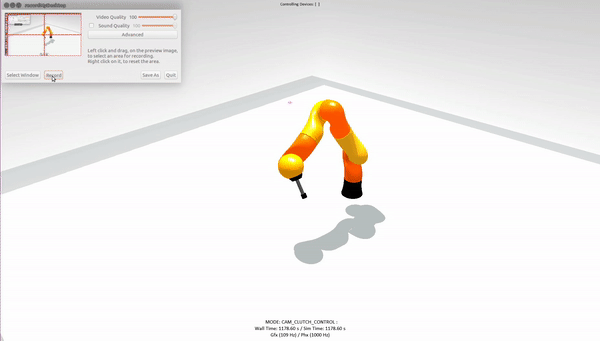 Controlling Devices: [ ]
recordMyDesktop
Video Quality 100
Sound Quality 100
Advanced
Left click and drag, on the preview image,
to select an area for recording.
Right click on it, to reset the area.
Select Window Record Save As Quit
MODE: CAM_CLUTCH_CONTROL :
Wall Time: 1178.60 s / Sim Time: 1178.60 s
Gfx (109 Hz) / Phx (1000 Hz)